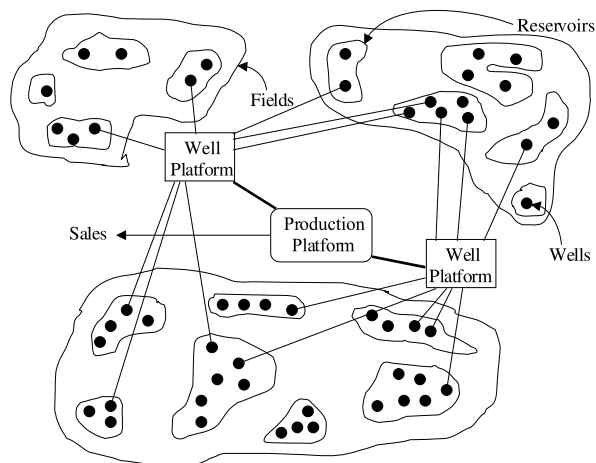 Reservoirs
Fields
Well
Platform
Production
Platform
Sales
Well
Platform
Wells